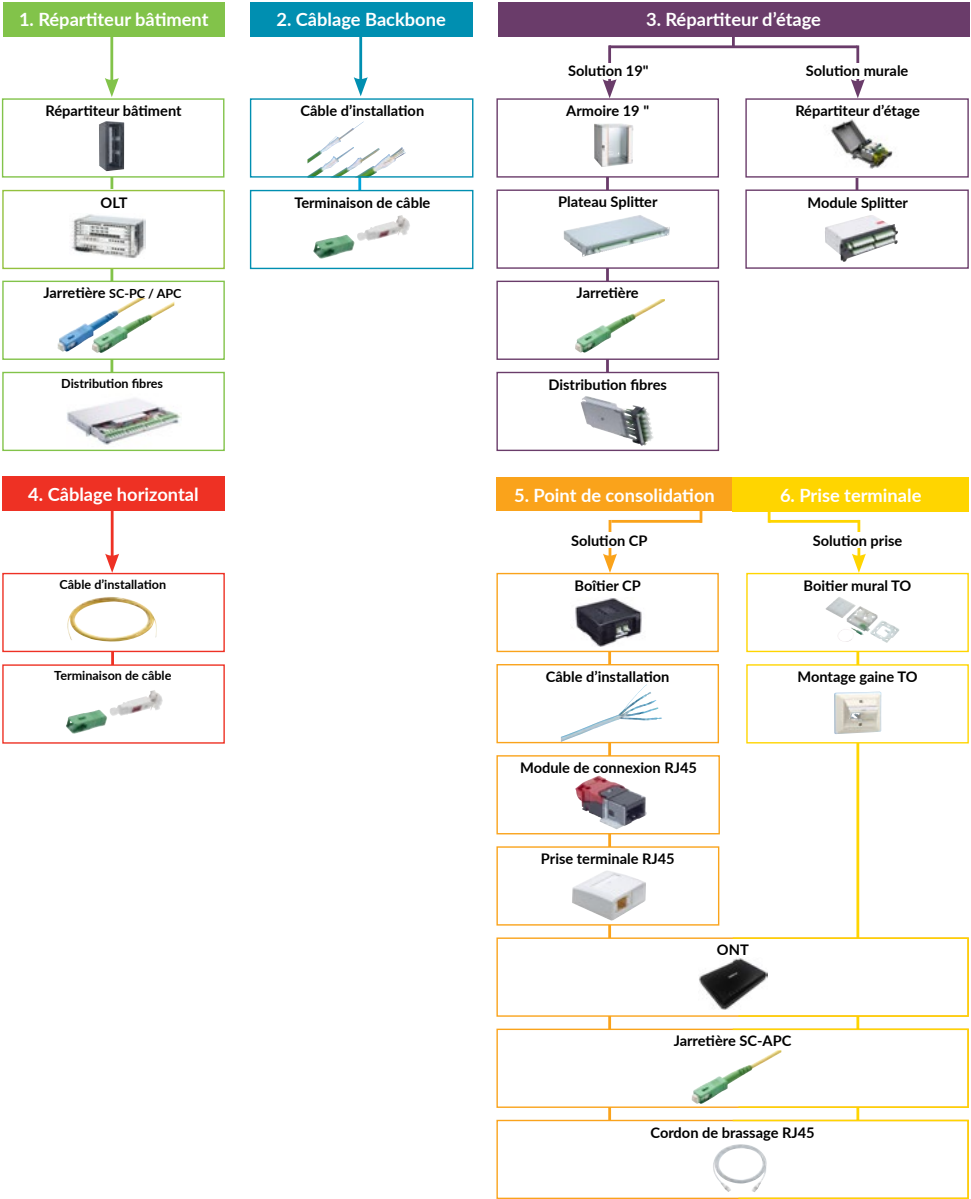 1. Répartiteur bâtiment
Répartiteur bâtiment
OLT
Jarretière SC-PC / APC
Distribution fibres
2. Câblage Backbone
Câble d'installation
Terminaison de câble
3. Répartiteur d'étage
Solution 19"
Armoire 19 "
Plateau Splitter
Jarretière
Distribution fibres
Solution murale
Répartiteur d'étage
Module Splitter
4. Câblage horizontal
Câble d'installation
Terminaison de câble
5. Point de consolidation
Solution CP
Boîtier CP
Câble d'installation
Module de connexion RJ45
Prise terminale RJ45
6. Prise terminale
Solution prise
Boitier mural TO
Montage gaine TO
ONT
Jarretière SC-APC
Cordon de brassage RJ45